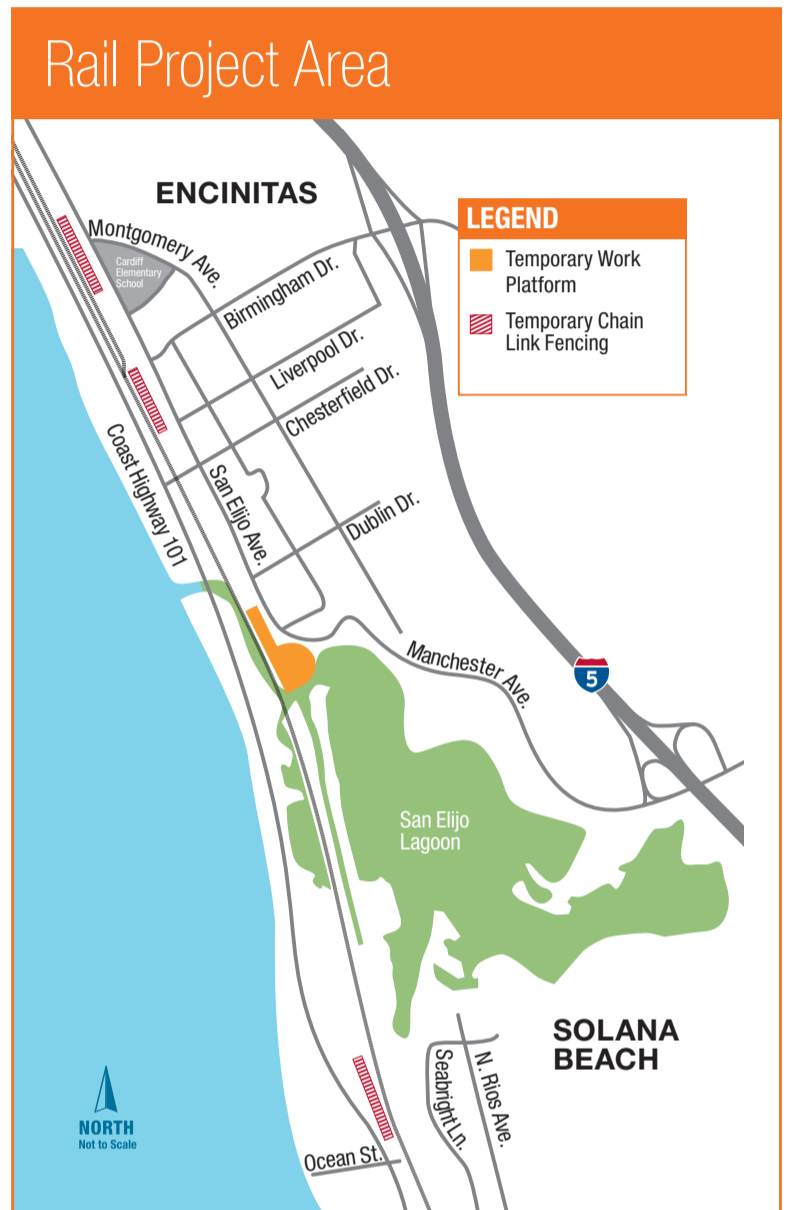 Rail Project Area
ENCINITAS
LEGEND
Temporary Work
Platform
Temporary Chain
Link Fencing
Montgomery Ave.
Cardiff
Elementary
School
Birmingham Dr.
Liverpool Dr.
Chesterfield Dr.
Coast Highway 101
San Elijo Ave.
Dublin Dr.
Manchester Ave.
5
San Elijo
Lagoon
SOLANA
BEACH
Seabright Ln.
N. Rios Ave.
NORTH
Not to Scale
Ocean St.